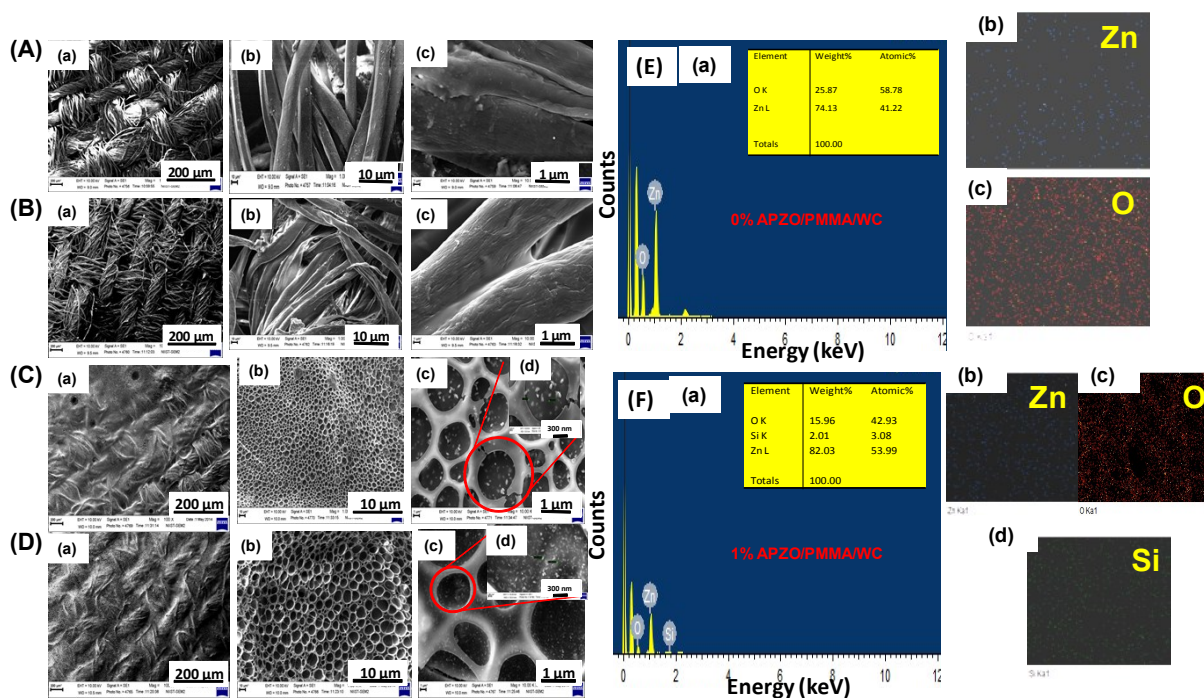 (A)
(a)
200 µm
(b)
10 µm
(c)
1 µm
(B)
(a)
200 µm
(b)
10 µm
(c)
1 µm
(C)
(a)
200 µm
(b)
10 µm
(c)
(d)
300 nm
1 µm
(D)
(a)
200 µm
(b)
10 µm
(c)
(d)
300 nm
1 µm
(E)
(a)
Element Weight% Atomic%
O K 25.87 58.78
Zn L 74.13 41.22
Totals 100.00
Zn
O
0% APZO/PMMA/WC
Counts
0 2 4 6 8 10 12
Energy (keV)
(b)
Zn
(c)
O
(F)
(a)
Element Weight% Atomic%
O K 15.96 42.93
Si K 2.01 3.08
Zn L 82.03 53.99
Totals 100.00
Zn
O
Si
1% APZO/PMMA/WC
Counts
0 2 4 6 8 10 12
Energy (keV)
(b)
Zn
Zn Ka1
(c)
O
O Ka1
(d)
Si
Si Ka1